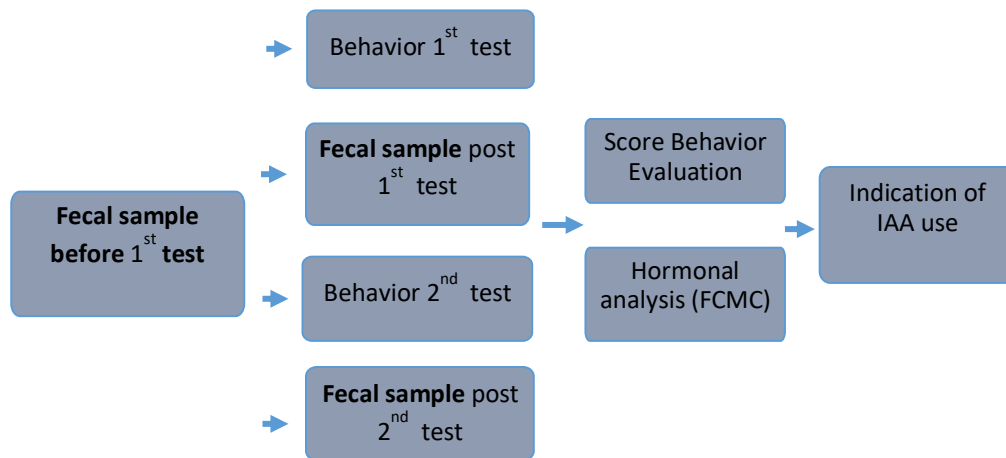 Fecal sample
before 1st test
Behavior 1st test
Fecal sample post
1st test
Behavior 2nd test
Fecal sample post
2nd test
Score Behavior
Evaluation
Hormonal
analysis (FCMC)
Indication of
IAA use